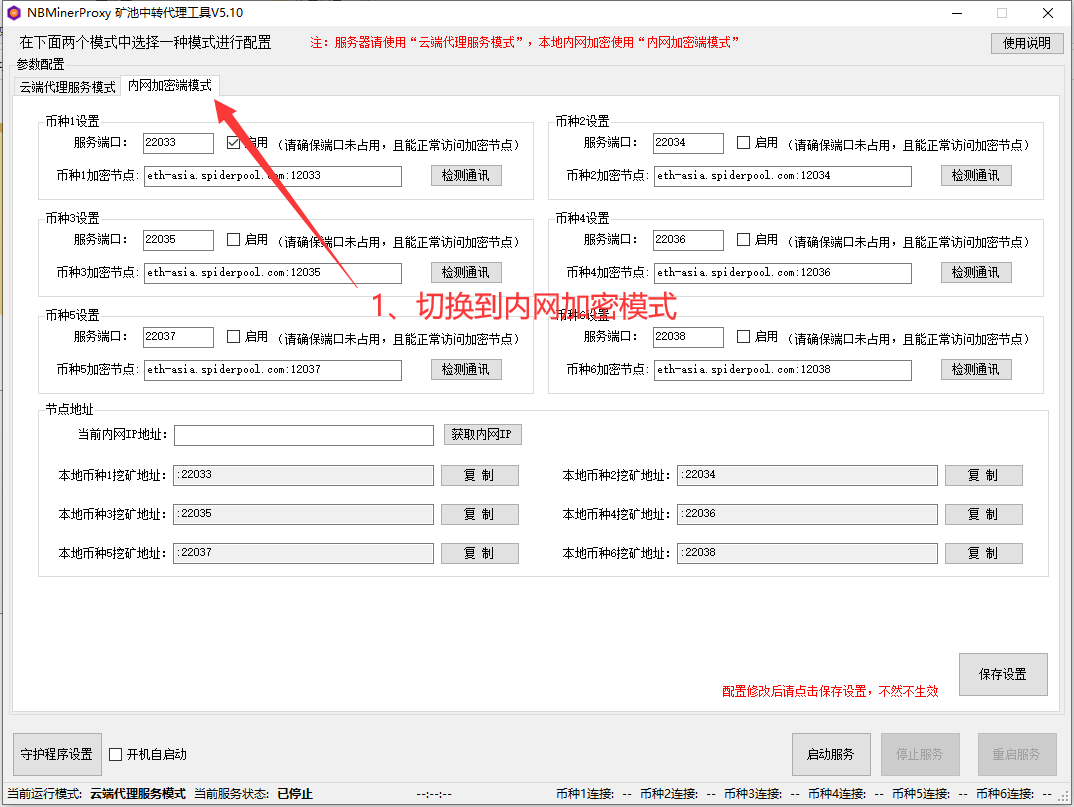 NBMinerProxy 矿池中转代理工具V5.10
在下面两个模式中选择一种模式进行配置 注：服务器请使用“云端代理服务模式”，本地内网加密使用“内网加密端模式” 使用说明
参数配置
云端代理服务模式 内网加密端模式
币种1设置 币种2设置
服务端口： 22033 启用 （请确保端口未占用，且能正常访问加密节点） 服务端口： 22034 启用 （请确保端口未占用，且能正常访问加密节点）
币种1加密节点: eth-asia.spiderpool.com:12033 检测通讯 币种2加密节点: eth-asia.spiderpool.com:12034 检测通讯
币种3设置 币种4设置
服务端口： 22035 启用 （请确保端口未占用，且能正常访问加密节点） 服务端口： 22036 启用 （请确保端口未占用，且能正常访问加密节点）
币种3加密节点: eth-asia.spiderpool.com:12035 检测通讯 币种4加密节点: eth-asia.spiderpool.com:12036 检测通讯
1、切换到内网加密模式
币种5设置 币种6设置
服务端口： 22037 启用 （请确保端口未占用，且能正常访问加密节点） 服务端口： 22038 启用 （请确保端口未占用，且能正常访问加密节点）
币种5加密节点: eth-asia.spiderpool.com:12037 检测通讯 币种6加密节点: eth-asia.spiderpool.com:12038 检测通讯
节点地址
当前内网IP地址： 获取内网IP
本地币种1挖矿地址： :22033 复 制 本地币种2挖矿地址： :22034 复 制
本地币种3挖矿地址： :22035 复 制 本地币种4挖矿地址： :22036 复 制
本地币种5挖矿地址： :22037 复 制 本地币种6挖矿地址： :22038 复 制
保存设置
配置修改后请点击保存设置，不然不生效
守护程序设置 开机自启动 启动服务 停止服务 重启服务
当前运行模式: 云端代理服务模式 当前服务状态: 已停止 --:--:-- 币种1连接: -- 币种2连接: -- 币种3连接: -- 币种4连接: -- 币种5连接: -- 币种6连接: --